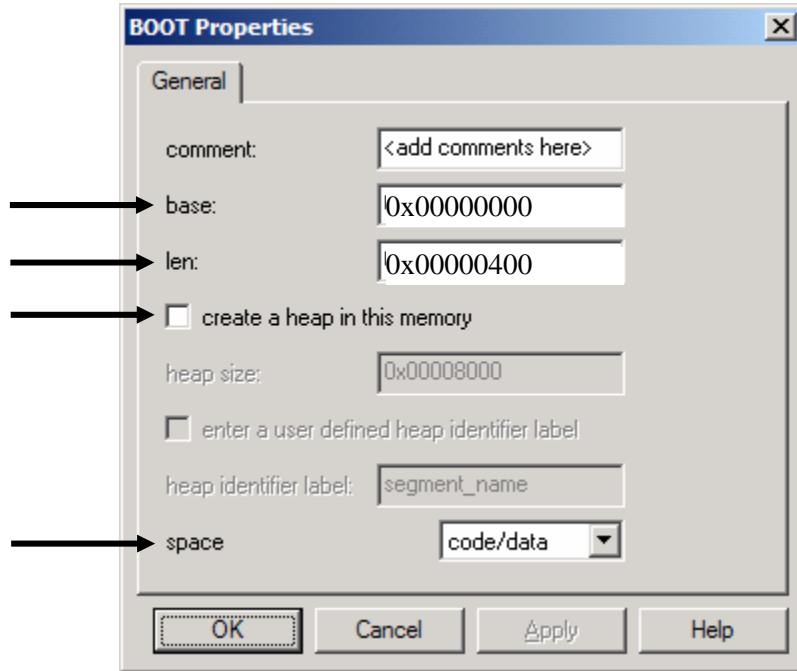 BOOT Properties
General
comment: <add comments here>
base: 0x00000000
len: 0x00000400
create a heap in this memory
heap size: 0x00008000
enter a user defined heap identifier label
heap identifier label: segment_name
space code/data
OK Cancel Apply Help